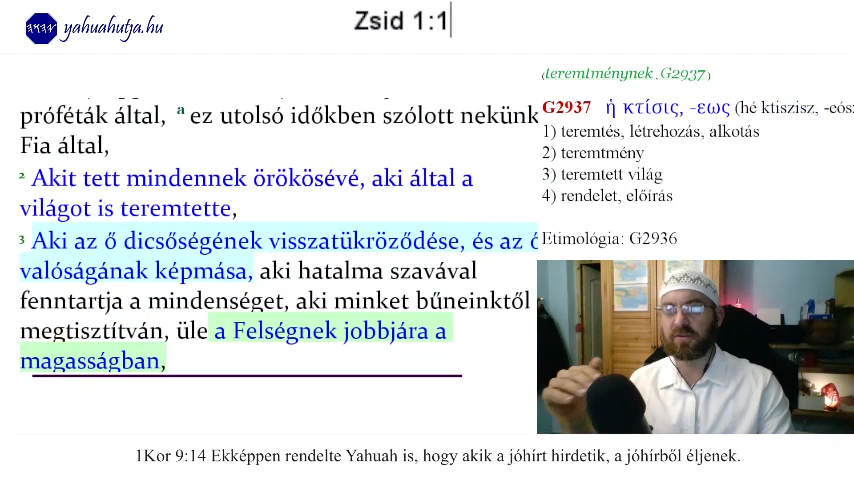 yahuahutja.hu
Zsid 1:1
próféták által, a ez utolsó időkben szólott nekünk
Fia által,
2 Akit tett mindennek örökösévé, aki által a
világot is teremtette,
3 Aki az ő dicsőségének visszatükröződése, és az ő
valóságának képmása, aki hatalma szavával
fenntartja a mindenséget, aki minket bűneinktől
megtisztítván, üle a Felségnek jobbjára a
magasságban,
(teremtménynek . G2937 )
G2937 ἡ κτίσις, -εως (hé ktiszisz, -eósz
1) teremtés, létrehozás, alkotás
2) teremtmény
3) teremtett világ
4) rendelet, előírás
Etimológia: G2936
1Kor 9:14 Ekképpen rendelte Yahuah is, hogy akik a jóhírt hirdetik, a jóhírből éljenek.